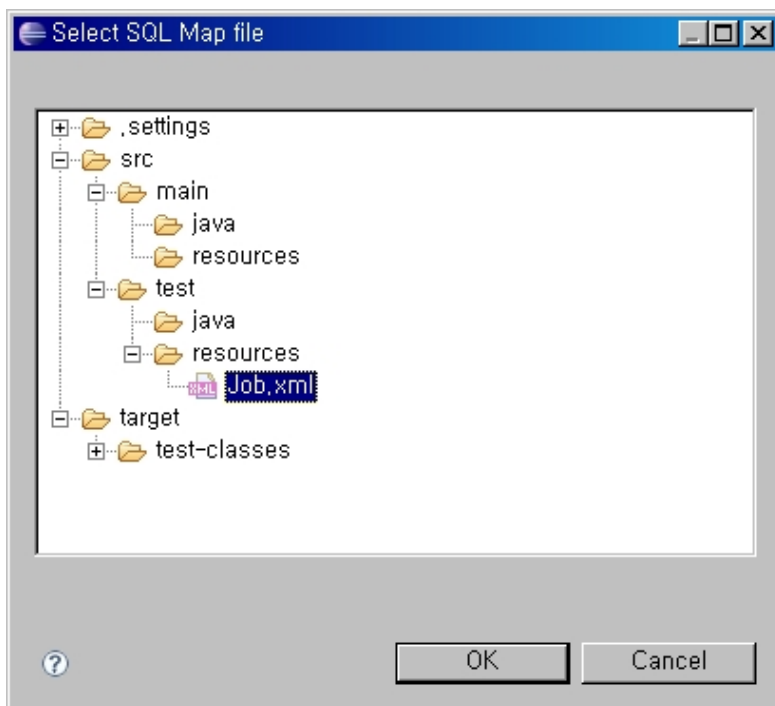 Select SQL Map file
.settings
src
main
java
resources
test
java
resources
XML Job.xml
target
test-classes
? OK Cancel